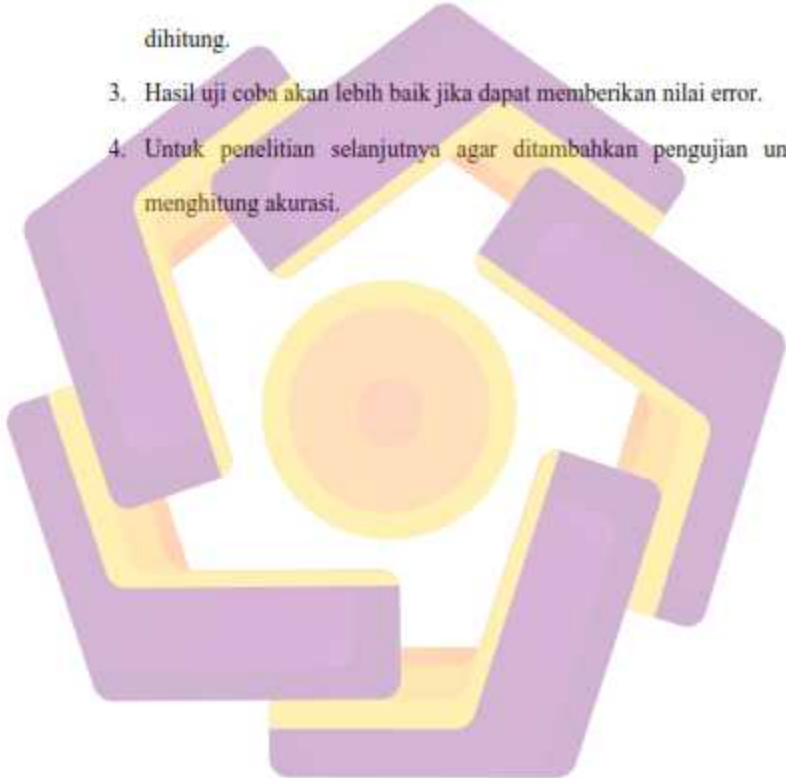 dihitung.
3. Hasil uji coba akan lebih baik jika dapat memberikan nilai error.
4. Untuk penelitian selanjutnya agar ditambahkan pengujian un
menghitung akurasi.